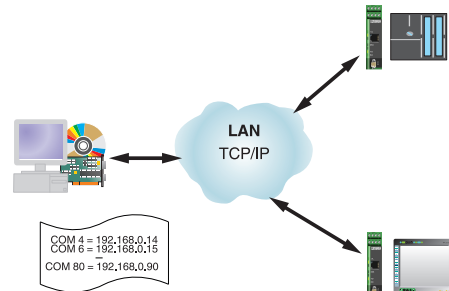 LAN
TCP/IP
COM 4 = 192.168.0.14
COM 6 = 192.168.0.15
–
COM 80 = 192.168.0.90